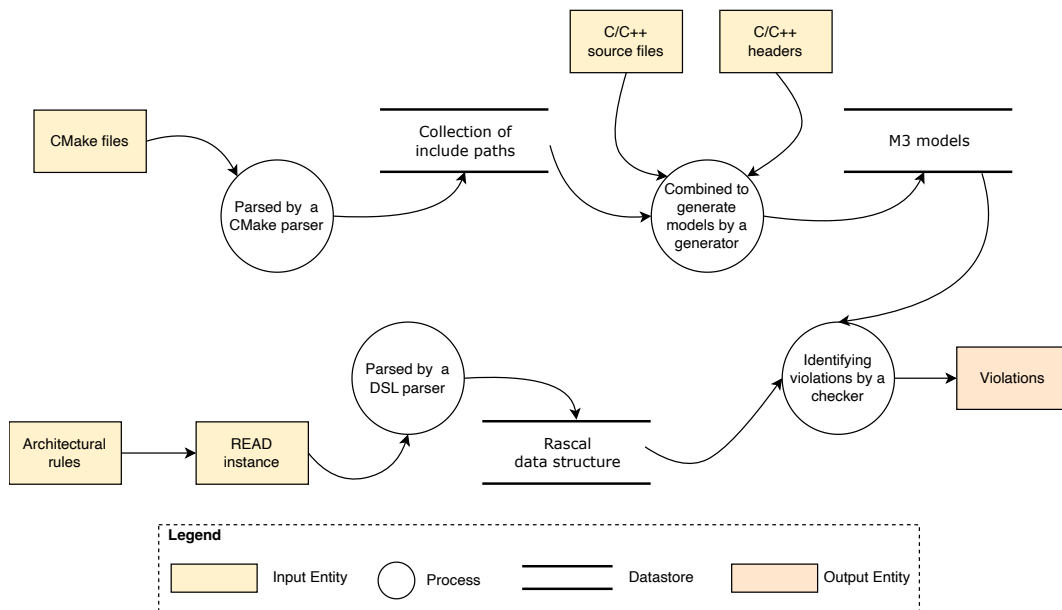 C/C++
source files
C/C++
headers
CMake files
Collection of
include paths
M3 models
Parsed by a
CMake parser
Combined to
generate
models by a
generator
Parsed by a
DSL parser
Identifying
violations by a
checker
Violations
Architectural
rules
READ
instance
Rascal
data structure
Legend
Input Entity
Process
Datastore
Output Entity